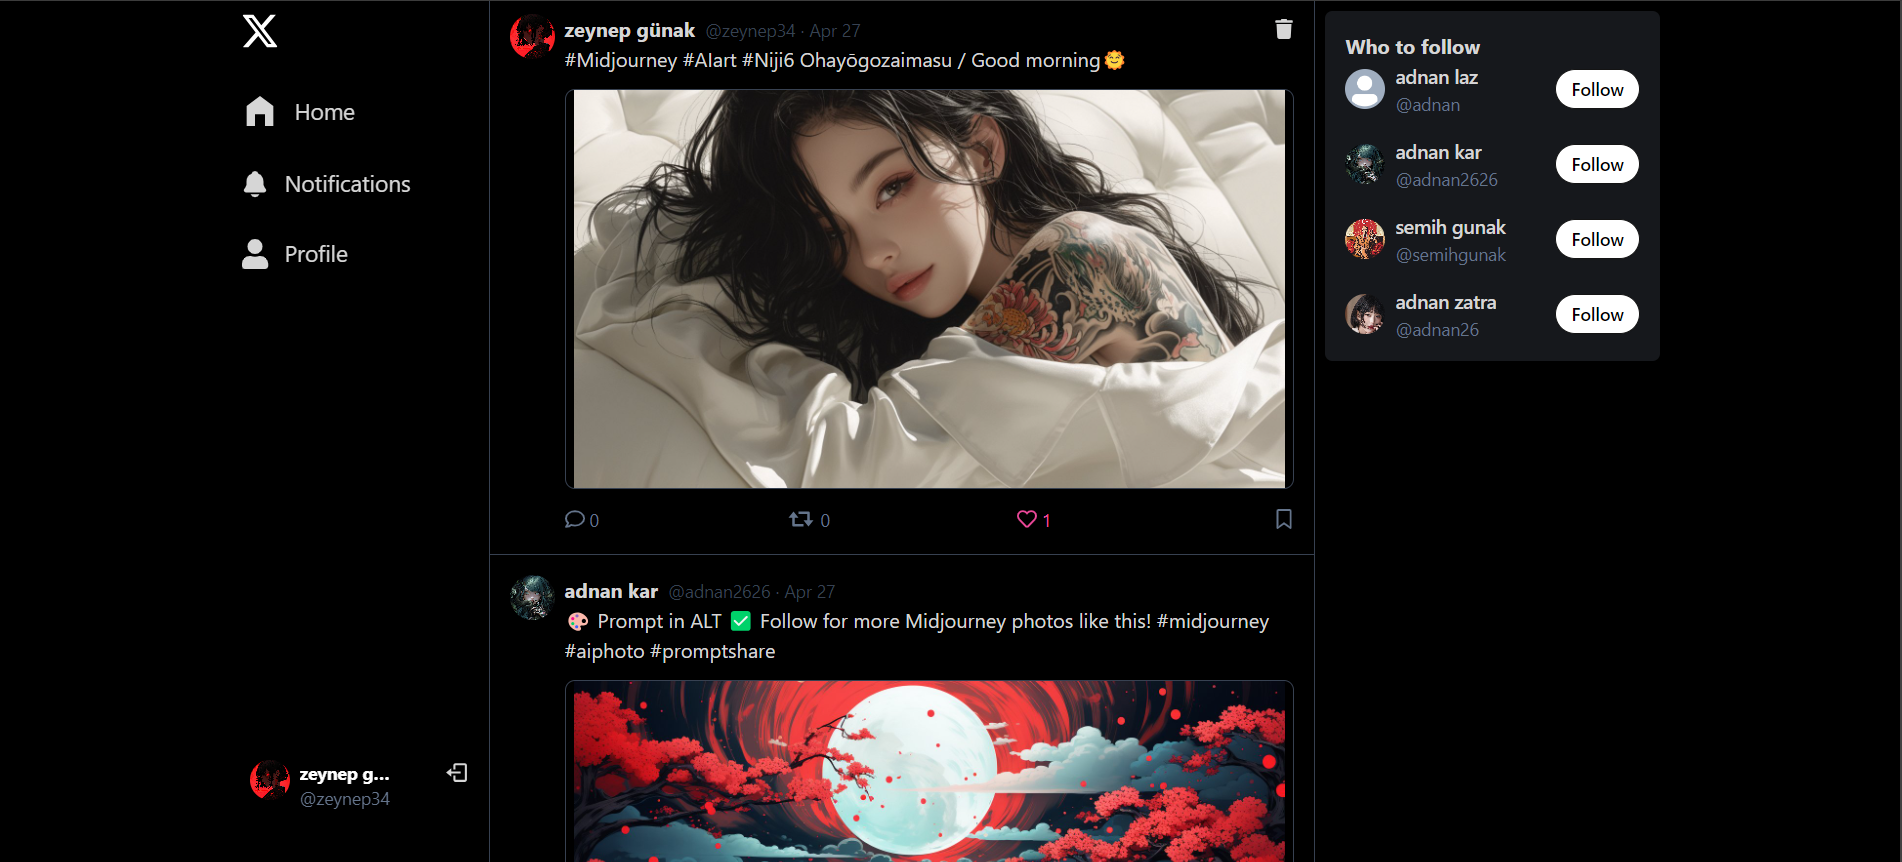 Home
Notifications
Profile
zeynep g...
@zeynep34
zeynep günak @zeynep34 · Apr 27
#Midjourney #AIart #Niji6 Ohayōgozaimasu / Good morning🌞
0
0
1
adnan kar @adnan2626 · Apr 27
🎨 Prompt in ALT ✅ Follow for more Midjourney photos like this! #midjourney
#aiphoto #promptshare
Who to follow
adnan laz
@adnan
Follow
adnan kar
@adnan2626
Follow
semih gunak
@semihgunak
Follow
adnan zatra
@adnan26
Follow